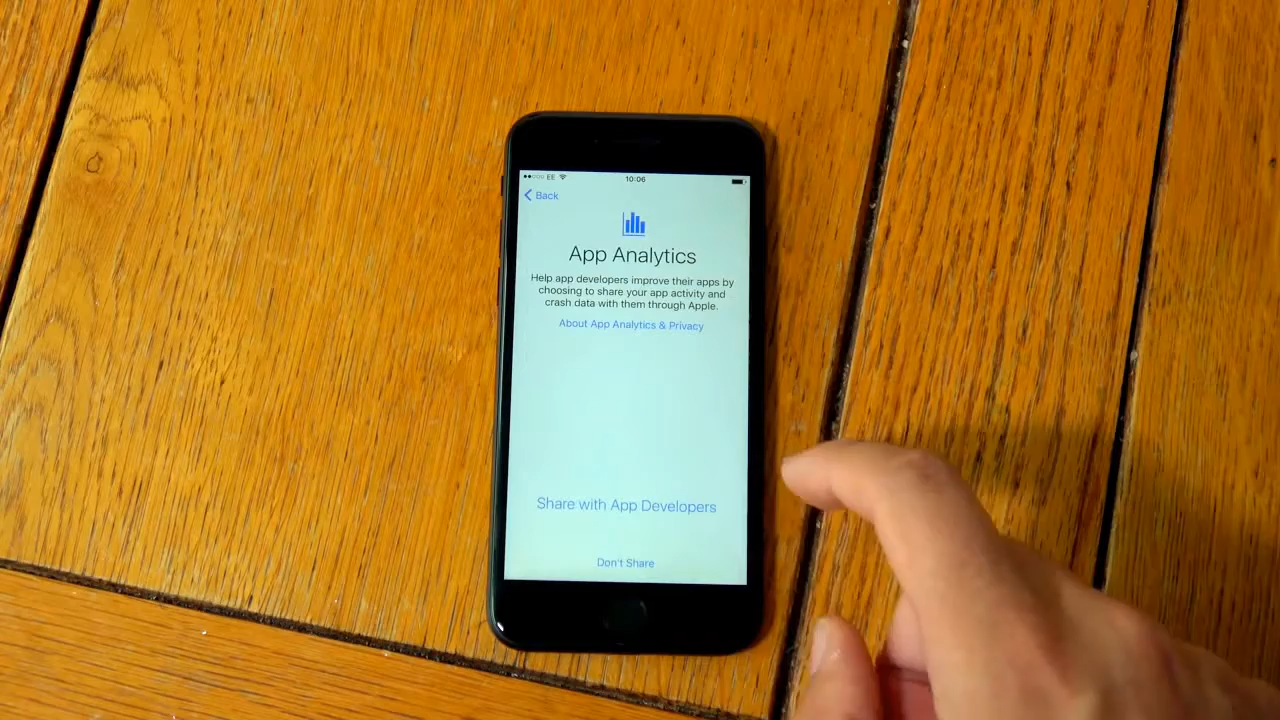 EE 10:06
Back
App Analytics
Help app developers improve their apps by
choosing to share your app activity and
crash data with them through Apple.
About App Analytics & Privacy
Share with App Developers
Don't Share